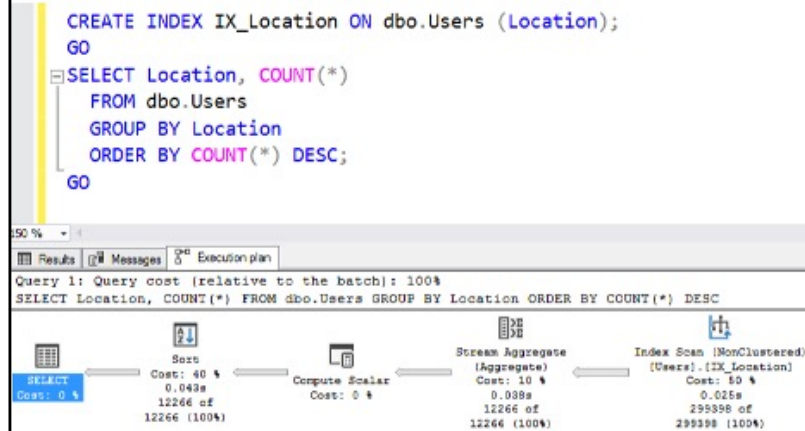 CREATE INDEX IX_Location ON dbo.Users (Location);
GO
SELECT Location, COUNT(*)
FROM dbo.Users
GROUP BY Location
ORDER BY COUNT(*) DESC;
GO
150 %
Results Messages Execution plan
Query 1: Query cost (relative to the batch): 100%
SELECT Location, COUNT(*) FROM dbo.Users GROUP BY Location ORDER BY COUNT(*) DESC
SELECT
Cost: 0 %
Sort
Cost: 40 %
0.043s
12266 of
12266 (100%)
Compute Scalar
Cost: 0 %
Stream Aggregate
(Aggregate)
Cost: 10 %
0.038s
12266 of
12266 (100%)
Index Scan (NonClustered)
[Users].[IX_Location]
Cost: 50 %
0.025s
299398 of
299398 (100%)